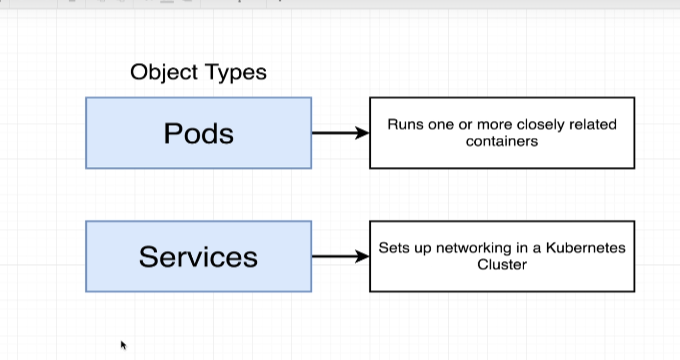 Object Types
Pods
Runs one or more closely related
containers
Services
Sets up networking in a Kubernetes
Cluster